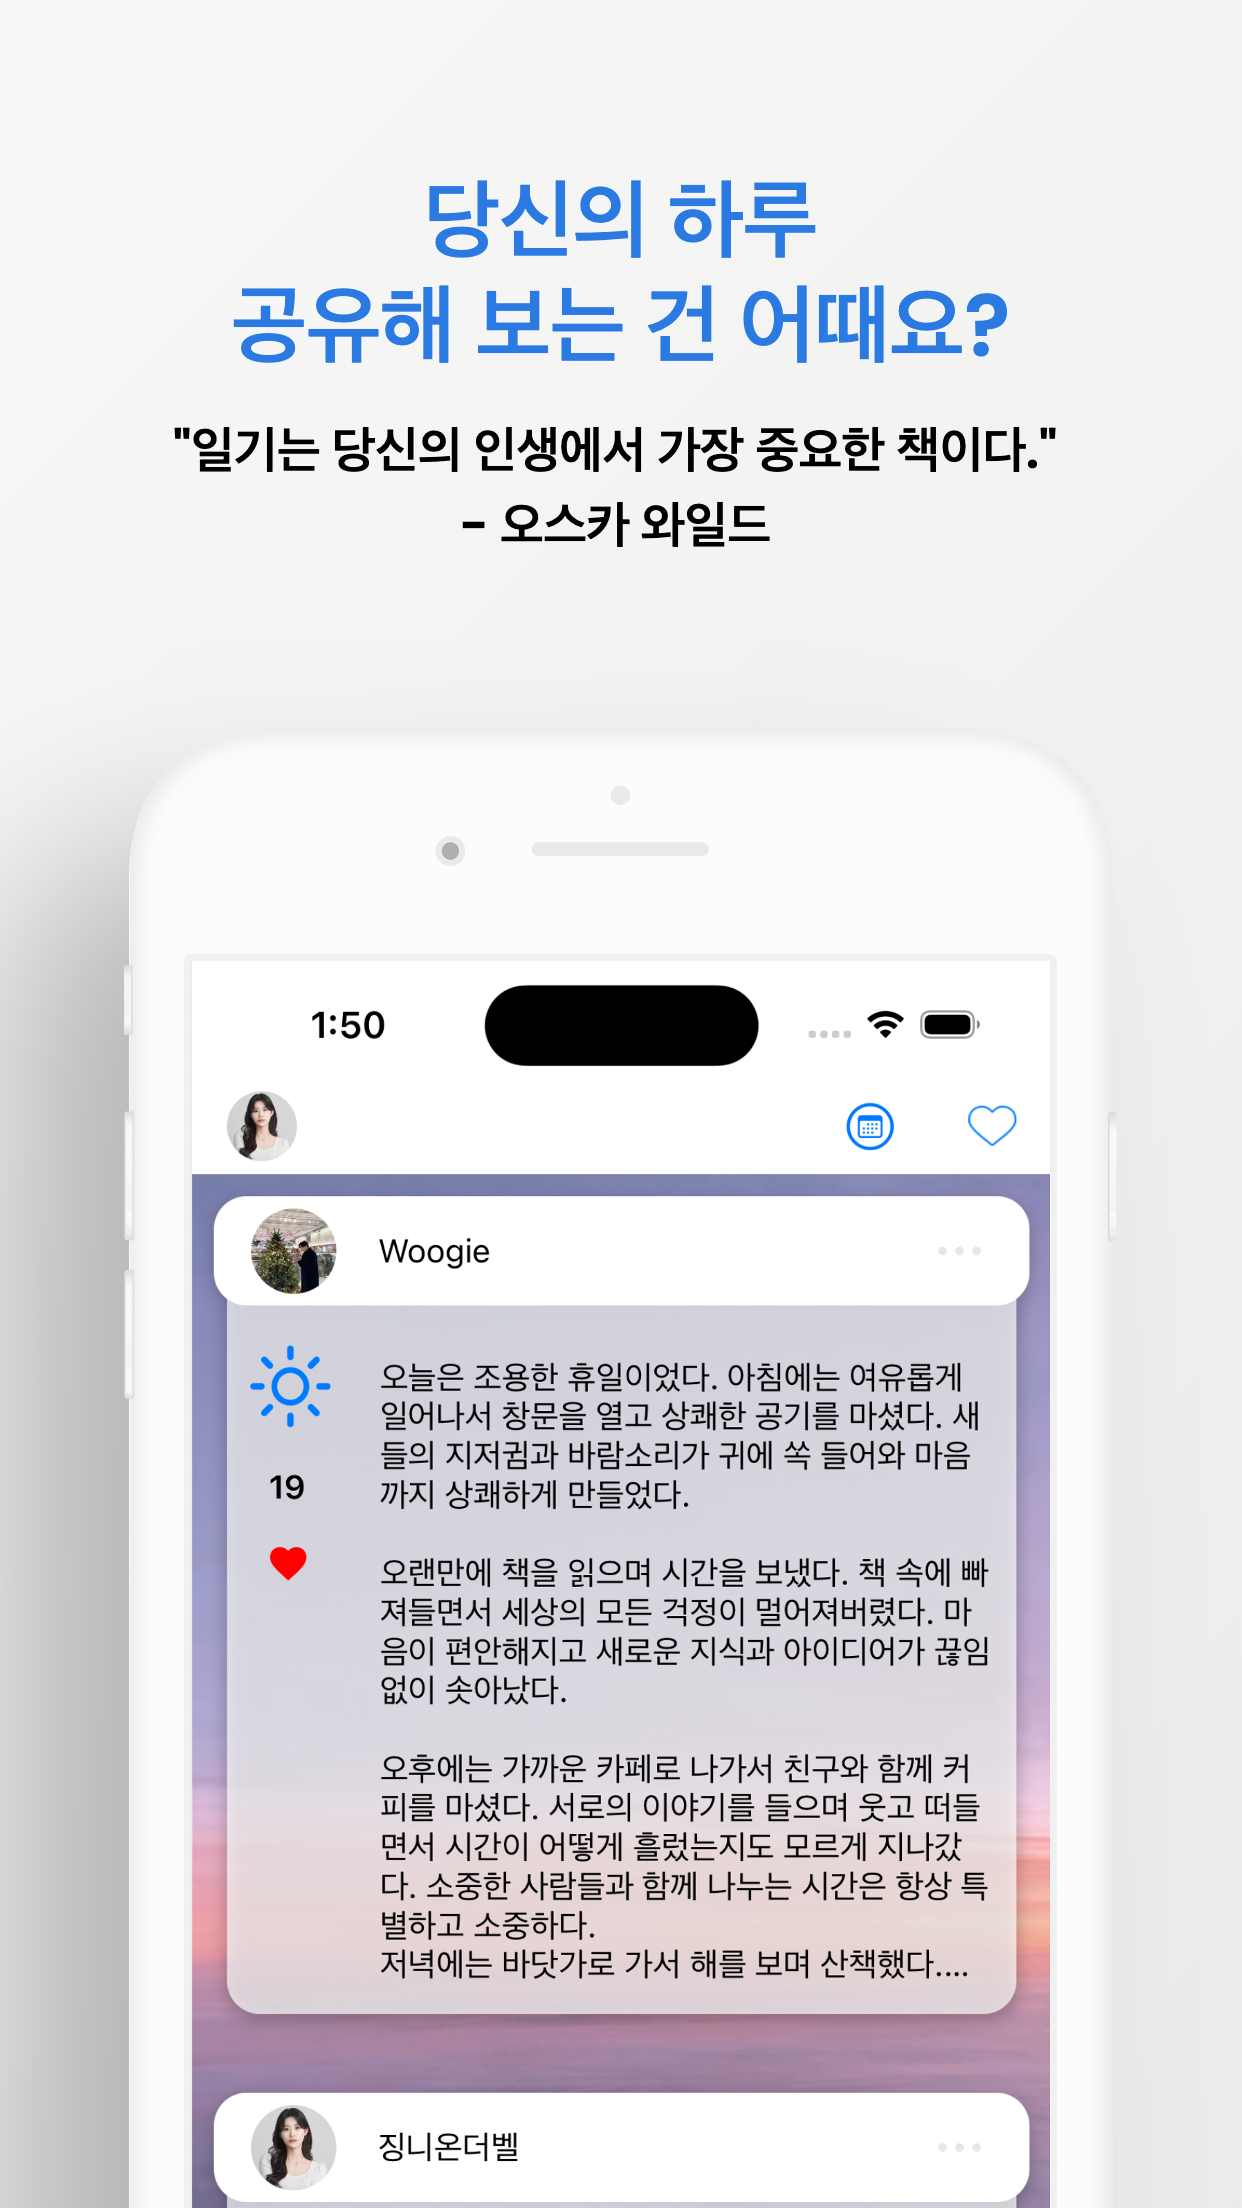 당신의 하루
공유해 보는 건 어때요?
"일기는 당신의 인생에서 가장 중요한 책이다."
- 오스카 와일드
1:50
Woogie
오늘은 조용한 휴일이었다. 아침에는 여유롭게
일어나서 창문을 열고 상쾌한 공기를 마셨다. 새
들의 지저귐과 바람소리가 귀에 쏙 들어와 마음
까지 상쾌하게 만들었다.
19
오랜만에 책을 읽으며 시간을 보냈다. 책 속에 빠
져들면서 세상의 모든 걱정이 멀어져버렸다. 마
음이 편안해지고 새로운 지식과 아이디어가 끊임
없이 솟아났다.
오후에는 가까운 카페로 나가서 친구와 함께 커
피를 마셨다. 서로의 이야기를 들으며 웃고 떠들
면서 시간이 어떻게 흘렀는지도 모르게 지나갔
다. 소중한 사람들과 함께 나누는 시간은 항상 특
별하고 소중하다.
저녁에는 바닷가로 가서 해를 보며 산책했다....
징니온더벨